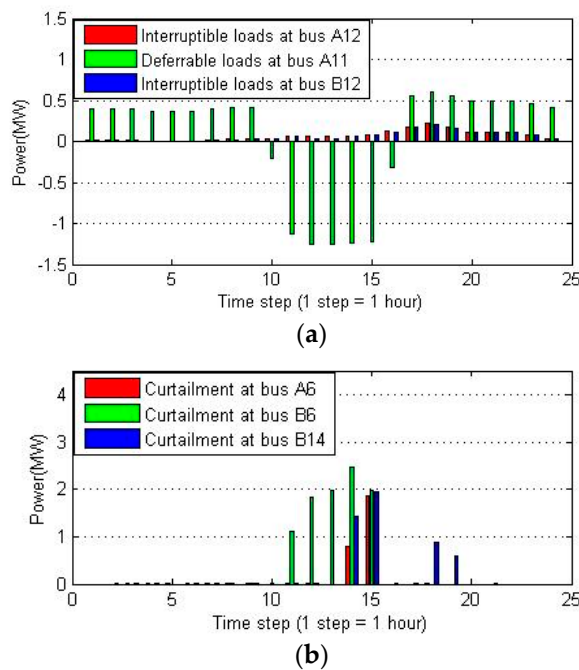 1.5
1
0.5
0
-0.5
-1
-1.5
Power(MW)
Interruptible loads at bus A12
Deferrable loads at bus A11
Interruptible loads at bus B12
0 5 10 15 20 25
Time step (1 step = 1 hour)
(a)
4
3
2
1
0
Power(MW)
Curtailment at bus A6
Curtailment at bus B6
Curtailment at bus B14
0 5 10 15 20 25
Time step (1 step = 1 hour)
(b)